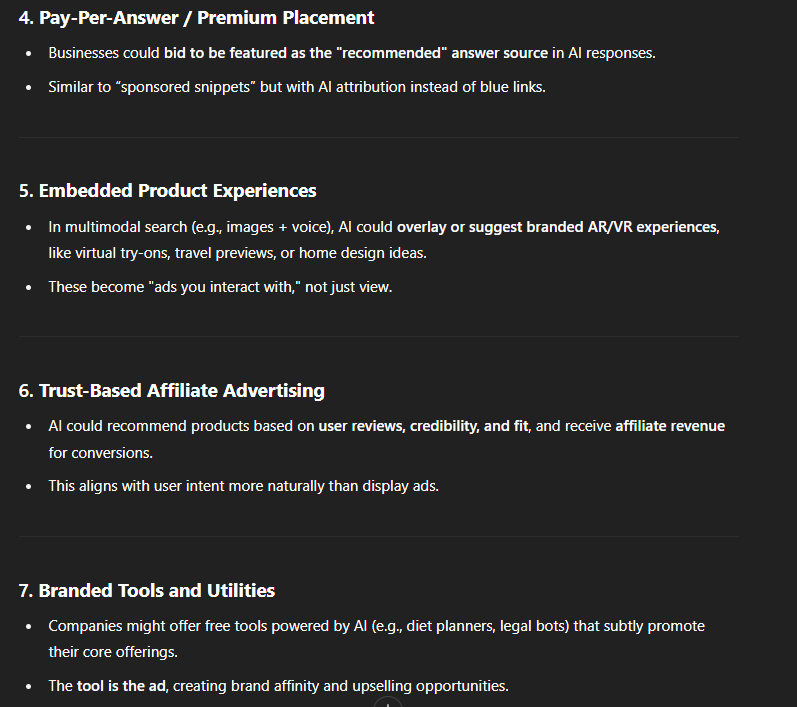 4. Pay-Per-Answer / Premium Placement
• Businesses could bid to be featured as the "recommended" answer source in AI responses.
• Similar to “sponsored snippets” but with AI attribution instead of blue links.
5. Embedded Product Experiences
• In multimodal search (e.g., images + voice), AI could overlay or suggest branded AR/VR experiences,
like virtual try-ons, travel previews, or home design ideas.
• These become "ads you interact with," not just view.
6. Trust-Based Affiliate Advertising
• AI could recommend products based on user reviews, credibility, and fit, and receive affiliate revenue
for conversions.
• This aligns with user intent more naturally than display ads.
7. Branded Tools and Utilities
• Companies might offer free tools powered by AI (e.g., diet planners, legal bots) that subtly promote
their core offerings.
• The tool is the ad, creating brand affinity and upselling opportunities.